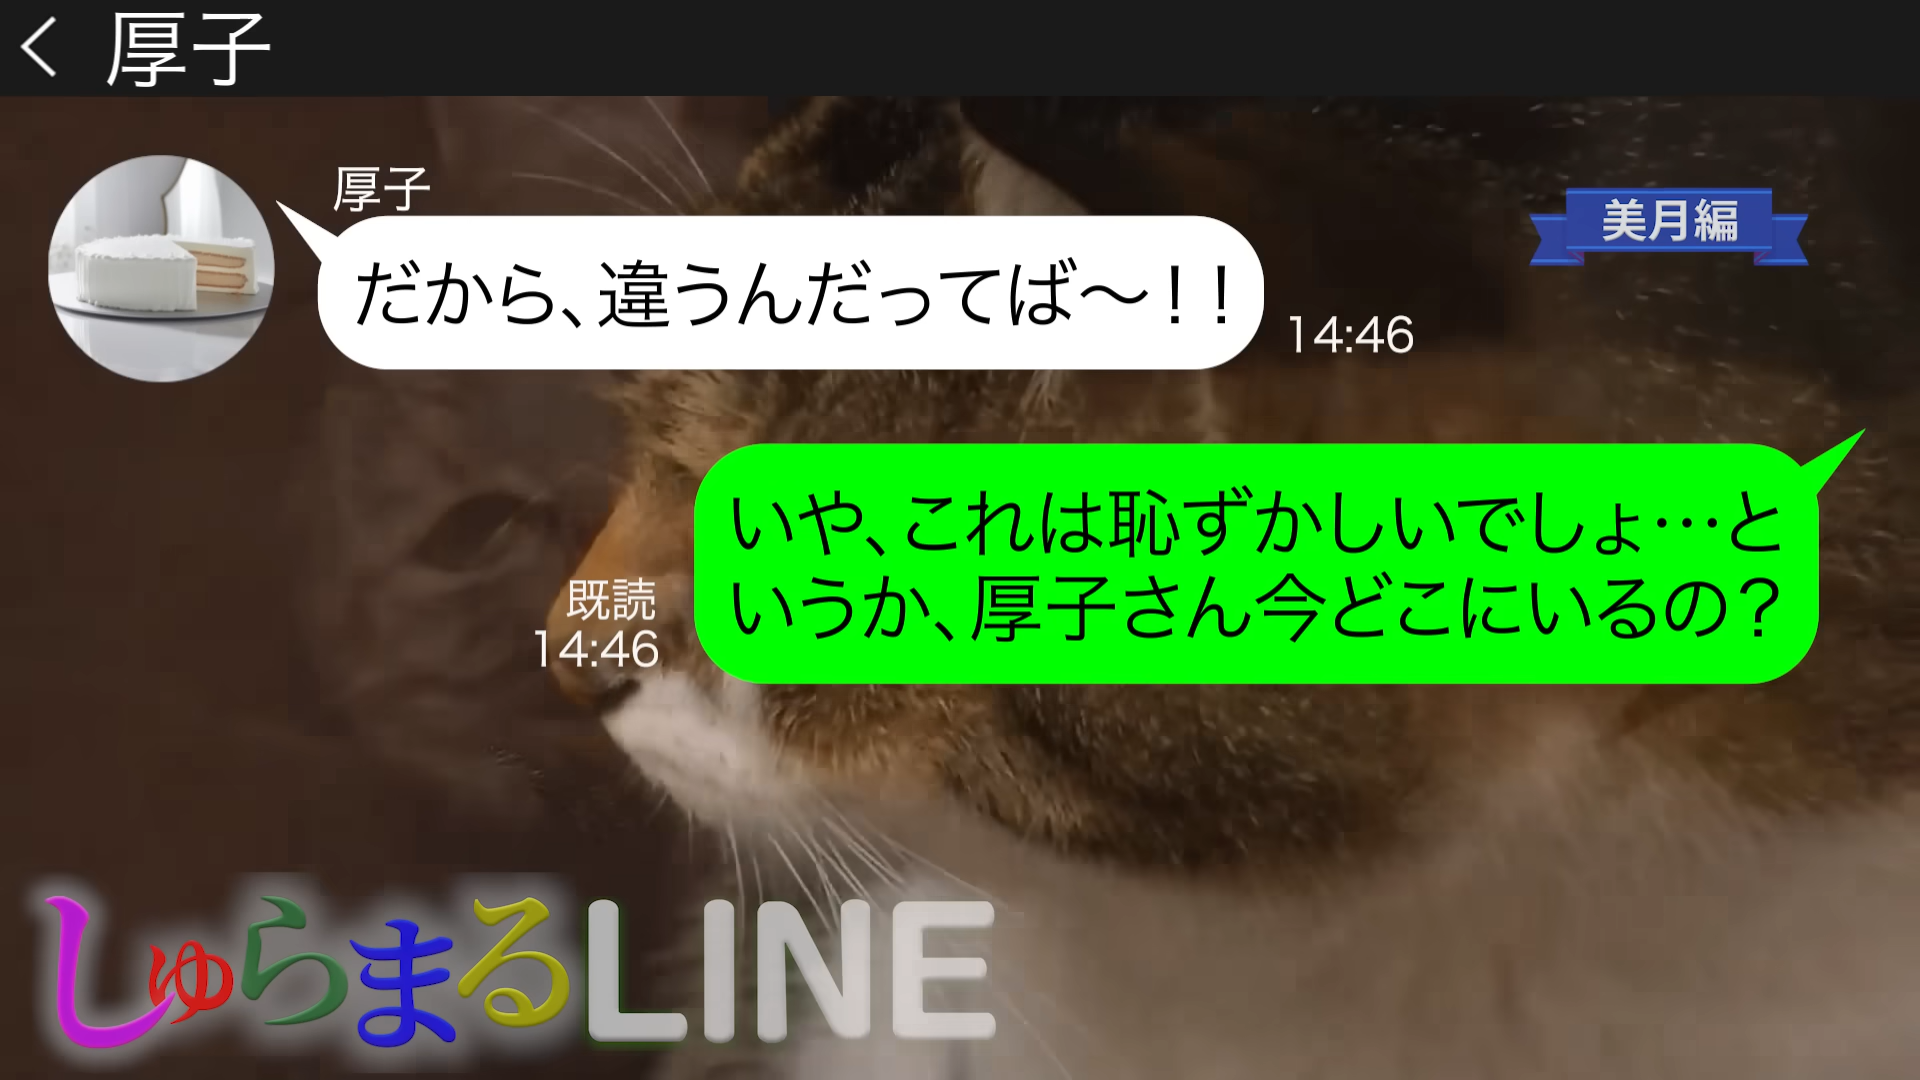 厚子
厚子
美月編
だから、違うんだってば〜！！
14:46
いや、これは恥ずかしいでしょ…と
いうか、厚子さん今どこにいるの？
既読
14:46
しゅらまるLINE